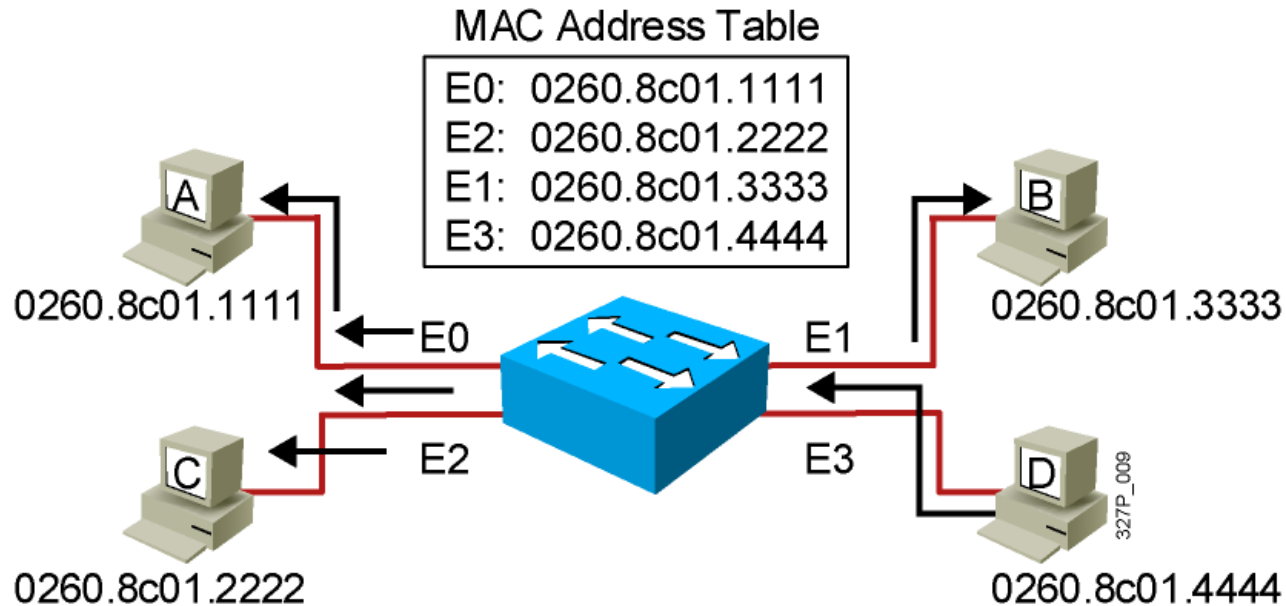 MAC Address Table
E0: 0260.8c01.1111
E2: 0260.8c01.2222
E1: 0260.8c01.3333
E3: 0260.8c01.4444
A
B
0260.8c01.1111
0260.8c01.3333
E0
E1
C
E2
E3
D
327P_009
0260.8c01.2222
0260.8c01.4444